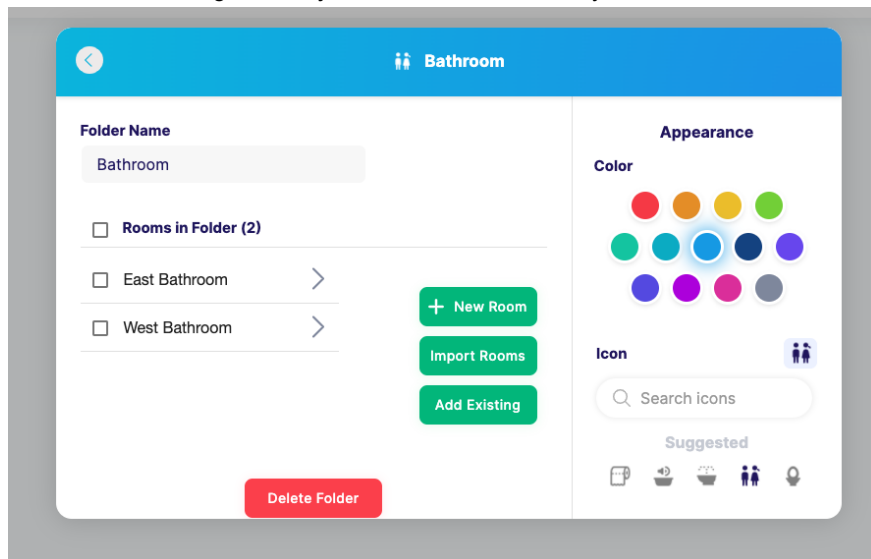 Bathroom
Folder Name
Bathroom
Rooms in Folder (2)
East Bathroom
West Bathroom
+ New Room
Import Rooms
Add Existing
Delete Folder
Appearance
Color
Icon
Search icons
Suggested